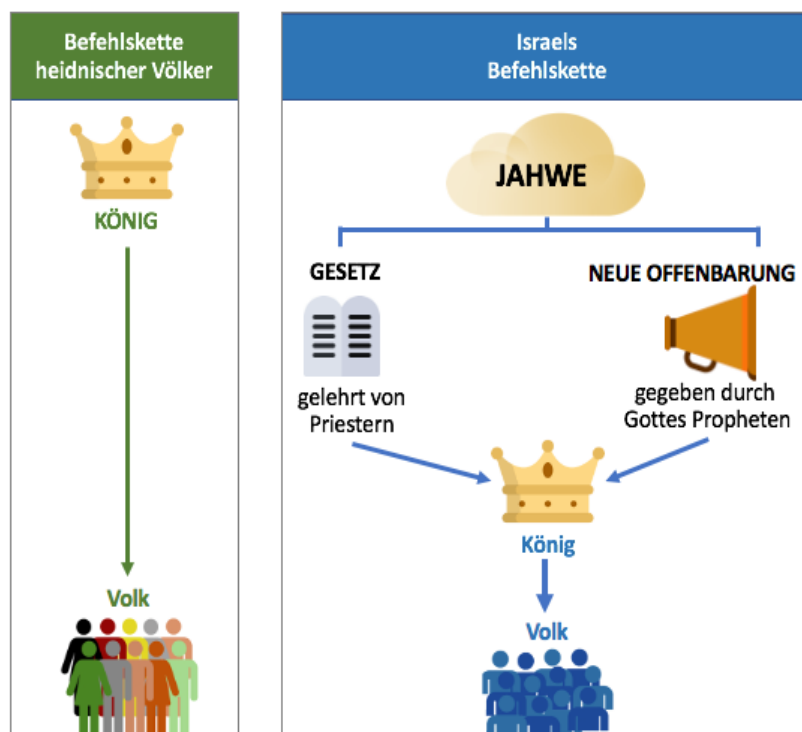 Befehlskette
heidnischer Völker
KÖNIG
Volk
Israels
Befehlskette
JAHWE
GESETZ
gelehrt von
Priestern
NEUE OFFENBARUNG
gegeben durch
Gottes Propheten
König
Volk